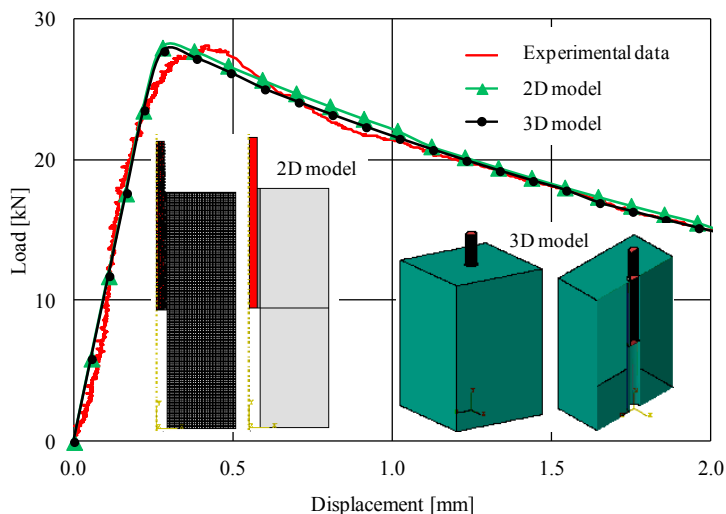 30
20
10
0
Load [kN]
Experimental data
2D model
3D model
2D model
3D model
0.0
0.5
1.0
1.5
2.0
Displacement [mm]